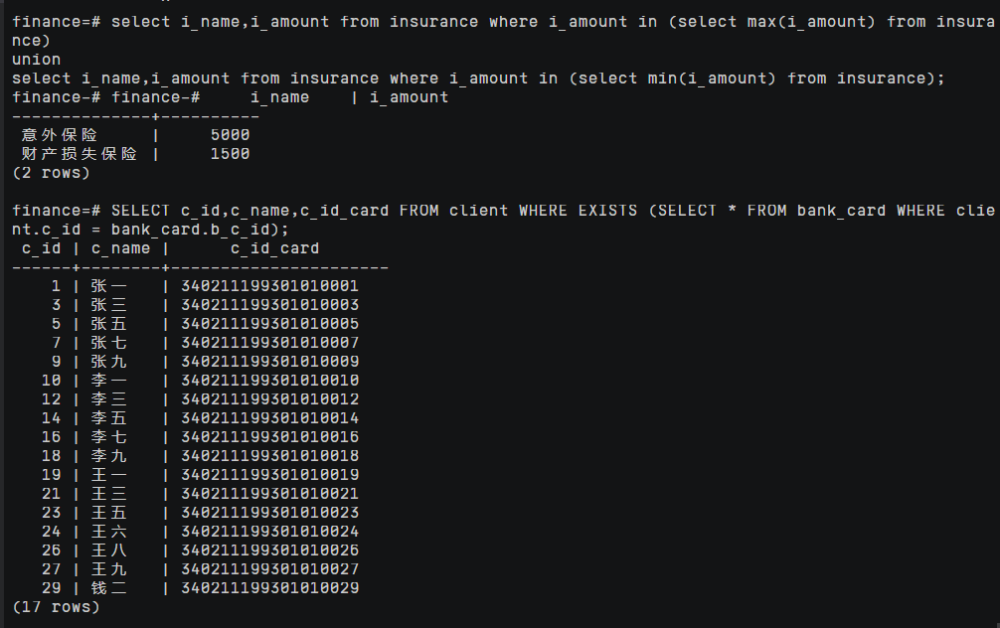 finance=# select i_name,i_amount from insurance where i_amount in (select max(i_amount) from insura
nce)
union
select i_name,i_amount from insurance where i_amount in (select min(i_amount) from insurance);
finance-# finance-#     i_name    | i_amount
--------------+----------
 意外保险     |     5000
 财产损失保险 |     1500
(2 rows)
finance=# SELECT c_id,c_name,c_id_card FROM client WHERE EXISTS (SELECT * FROM bank_card WHERE clie
nt.c_id = bank_card.b_c_id);
 c_id | c_name |      c_id_card
------+--------+----------------------
    1 | 张一   | 340211199301010001
    3 | 张三   | 340211199301010003
    5 | 张五   | 340211199301010005
    7 | 张七   | 340211199301010007
    9 | 张九   | 340211199301010009
   10 | 李一   | 340211199301010010
   12 | 李三   | 340211199301010012
   14 | 李五   | 340211199301010014
   16 | 李七   | 340211199301010016
   18 | 李九   | 340211199301010018
   19 | 王一   | 340211199301010019
   21 | 王三   | 340211199301010021
   23 | 王五   | 340211199301010023
   24 | 王六   | 340211199301010024
   26 | 王八   | 340211199301010026
   27 | 王九   | 340211199301010027
   29 | 钱二   | 340211199301010029
(17 rows)